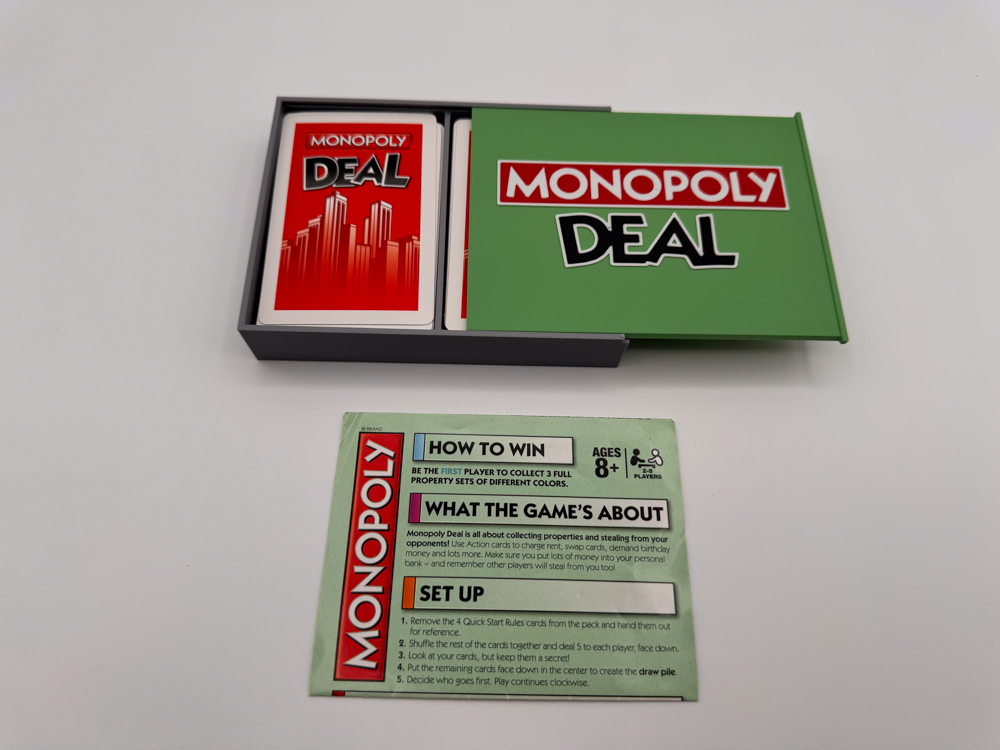 MONOPOLY
DEAL
MONOPOLY
DEAL
BRAND
MONOPOLY
HOW TO WIN
AGES
8+
2-5
PLAYERS
BE THE FIRST PLAYER TO COLLECT 3 FULL
PROPERTY SETS OF DIFFERENT COLORS.
WHAT THE GAME'S ABOUT
Monopoly Deal is all about collecting properties and stealing from your
opponents! Use Action cards to charge rent, swap cards, demand birthday
money and lots more. Make sure you put lots of money into your personal
bank – and remember other players will steal from you too!
SET UP
1. Remove the 4 Quick Start Rules cards from the pack and hand them out
for reference.
2. Shuffle the rest of the cards together and deal 5 to each player, face down.
3. Look at your cards, but keep them a secret!
4. Put the remaining cards face down in the center to create the draw pile.
5. Decide who goes first. Play continues clockwise.